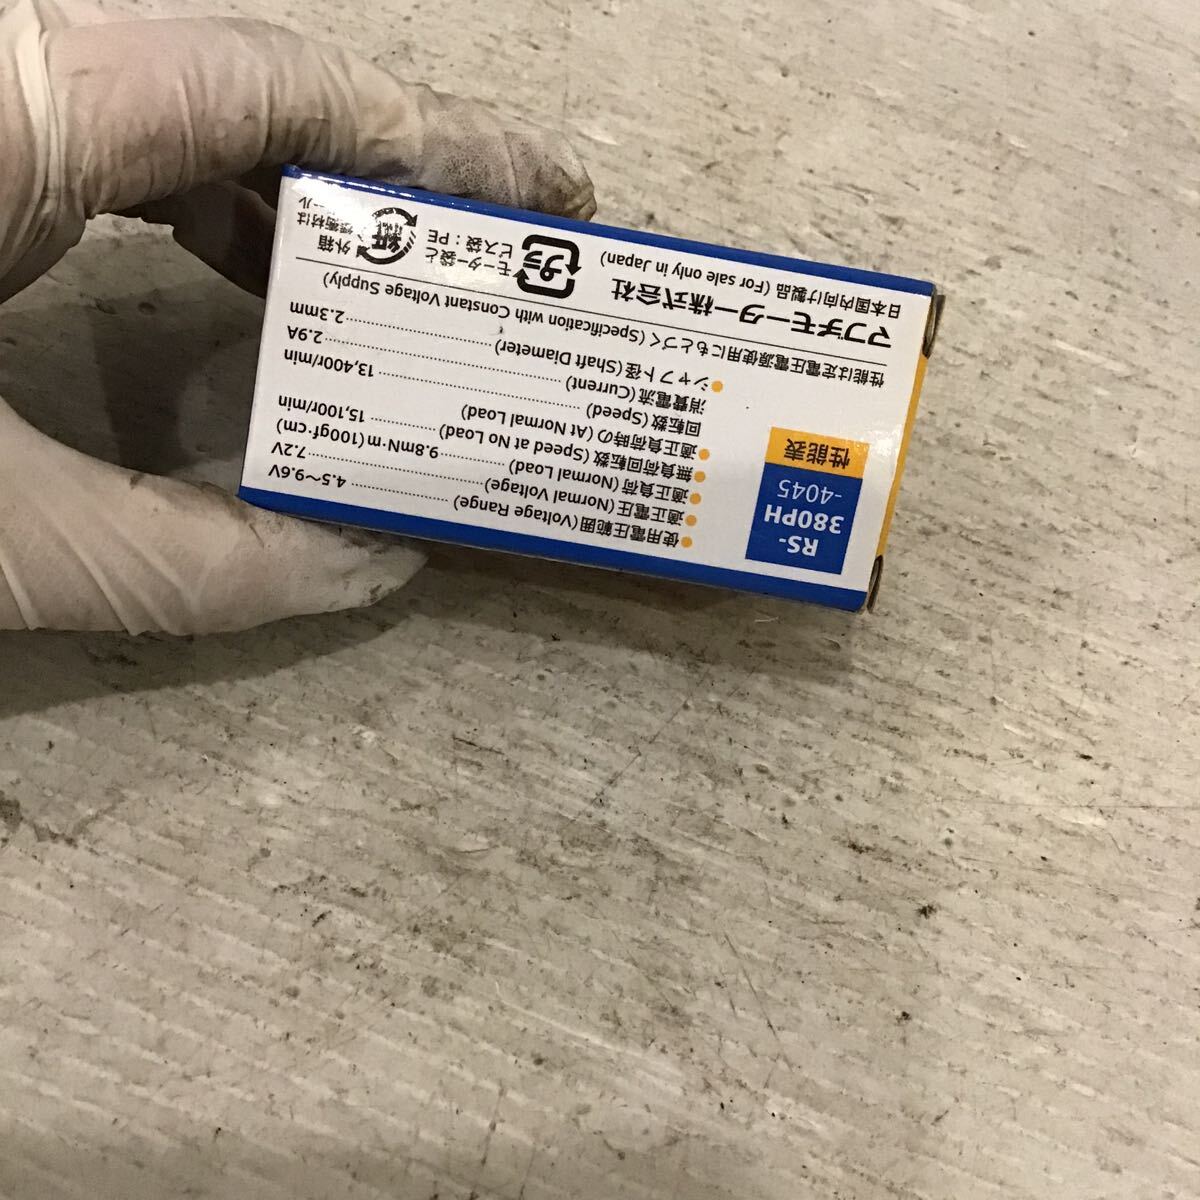 RS-
380PH
-4045
性能表
●使用電圧範囲 (Voltage Range) ........ 4.5〜9.6V
●適正電圧 (Normal Voltage) ........ 7.2V
●適正負荷 (Normal Load) ........ 9.8mN·m (100gf·cm)
●無負荷回転数 (Speed at No Load) ........ 15,100r/min
●適正負荷時の (At Normal Load)
回転数 (Speed) ........ 13,400r/min
消費電流 (Current) ........ 2.9A
●シャフト径 (Shaft Diameter) ........ 2.3mm
性能は定電圧電源使用にもとづく (Specification with Constant Voltage Supply)
マブチモーター株式会社
日本国内向け製品 (For sale only in Japan)
プラ
モーター袋と
ビス袋：PE
紙
外箱
緩衝材は